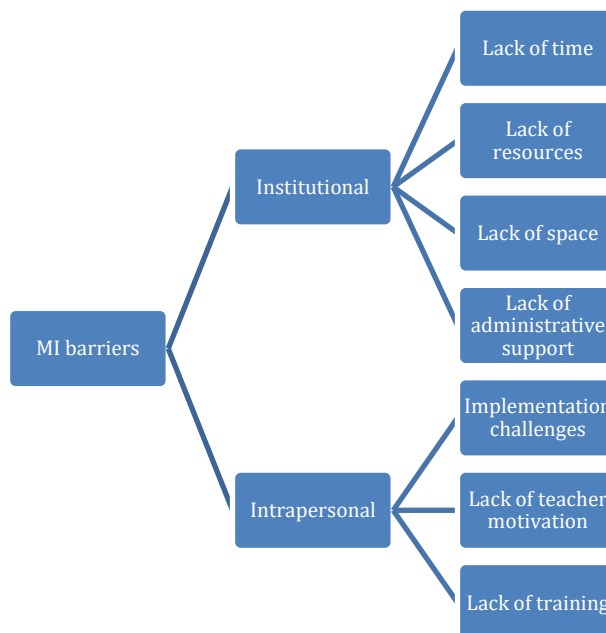 Lack of time
Lack of
resources
Institutional
Lack of space
Lack of
administrative
support
MI barriers
Implementation
challenges
Intrapersonal
Lack of teacher
motivation
Lack of training